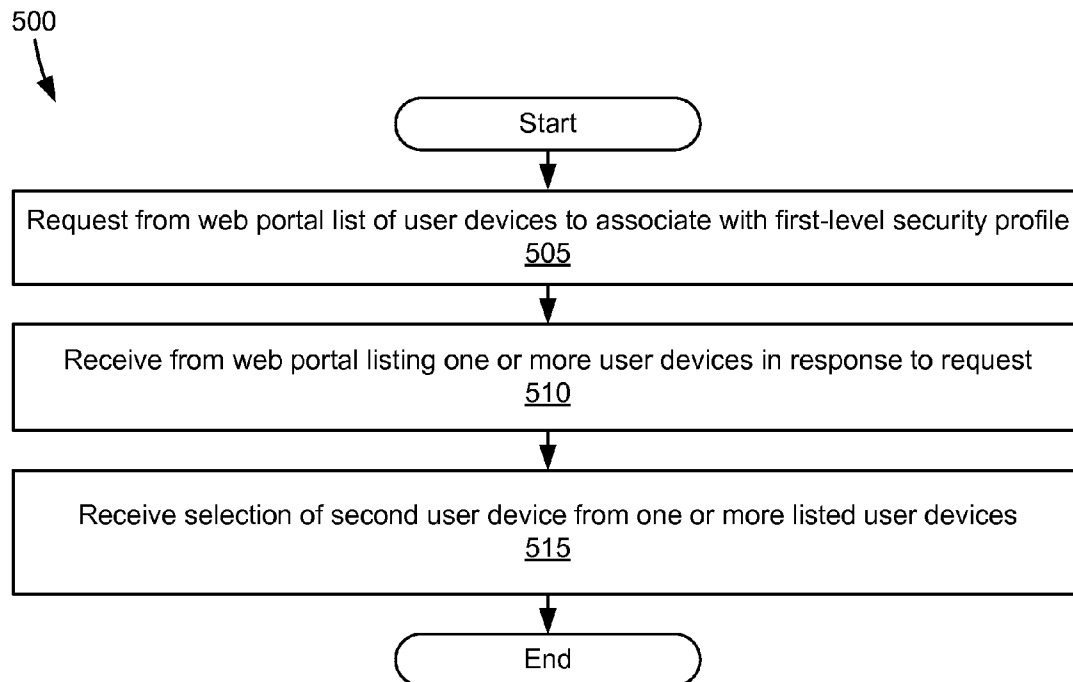 500
Start
Request from web portal list of user devices to associate with first-level security profile
505
Receive from web portal listing one or more user devices in response to request
510
Receive selection of second user device from one or more listed user devices
515
End